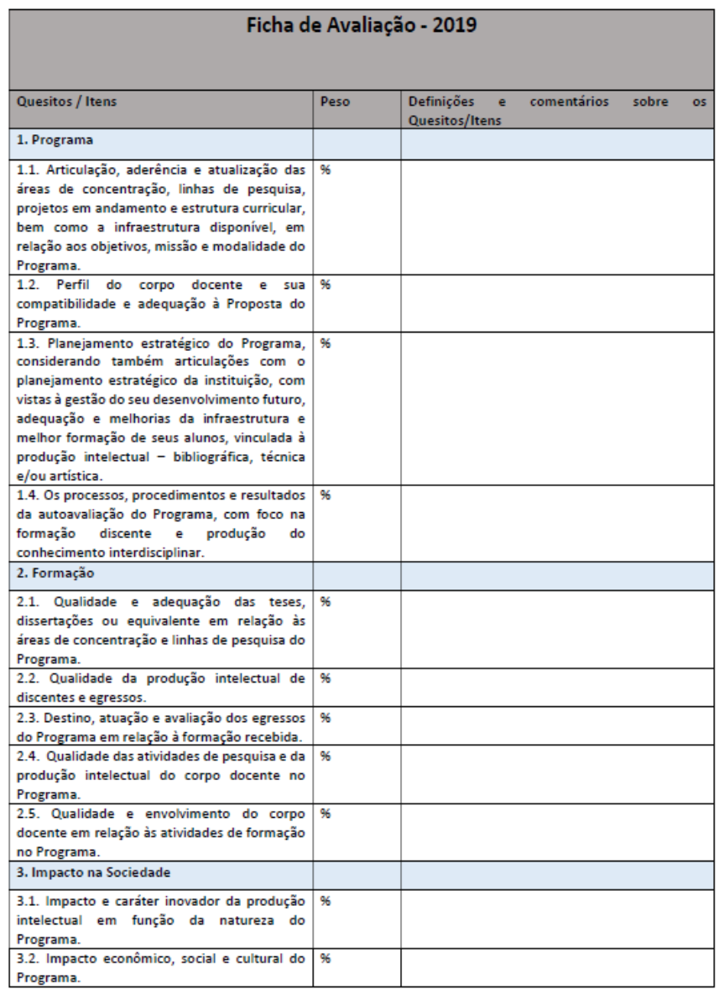 Ficha de Avaliação - 2019
Quesitos / Itens
Peso
Definições e comentários sobre os
Quesitos/Itens
1. Programa
1.1. Articulação, aderência e atualização das
áreas de concentração, linhas de pesquisa,
projetos em andamento e estrutura curricular,
bem como a infraestrutura disponível, em
relação aos objetivos, missão e modalidade do
Programa.
%
1.2. Perfil do corpo docente e sua
compatibilidade e adequação à Proposta do
Programa.
%
1.3. Planejamento estratégico do Programa,
considerando também articulações com o
planejamento estratégico da instituição, com
vistas à gestão do seu desenvolvimento futuro,
adequação e melhorias da infraestrutura e
melhor formação de seus alunos, vinculada à
produção intelectual – bibliográfica, técnica
e/ou artística.
%
1.4. Os processos, procedimentos e resultados
da autoavaliação do Programa, com foco na
formação discente e produção do
conhecimento interdisciplinar.
%
2. Formação
2.1. Qualidade e adequação das teses,
dissertações ou equivalente em relação às
áreas de concentração e linhas de pesquisa do
Programa.
%
2.2. Qualidade da produção intelectual de
discentes e egressos.
%
2.3. Destino, atuação e avaliação dos egressos
do Programa em relação à formação recebida.
%
2.4. Qualidade das atividades de pesquisa e da
produção intelectual do corpo docente no
Programa.
%
2.5. Qualidade e envolvimento do corpo
docente em relação às atividades de formação
no Programa.
%
3. Impacto na Sociedade
3.1. Impacto e caráter inovador da produção
intelectual em função da natureza do
Programa.
%
3.2. Impacto econômico, social e cultural do
Programa.
%